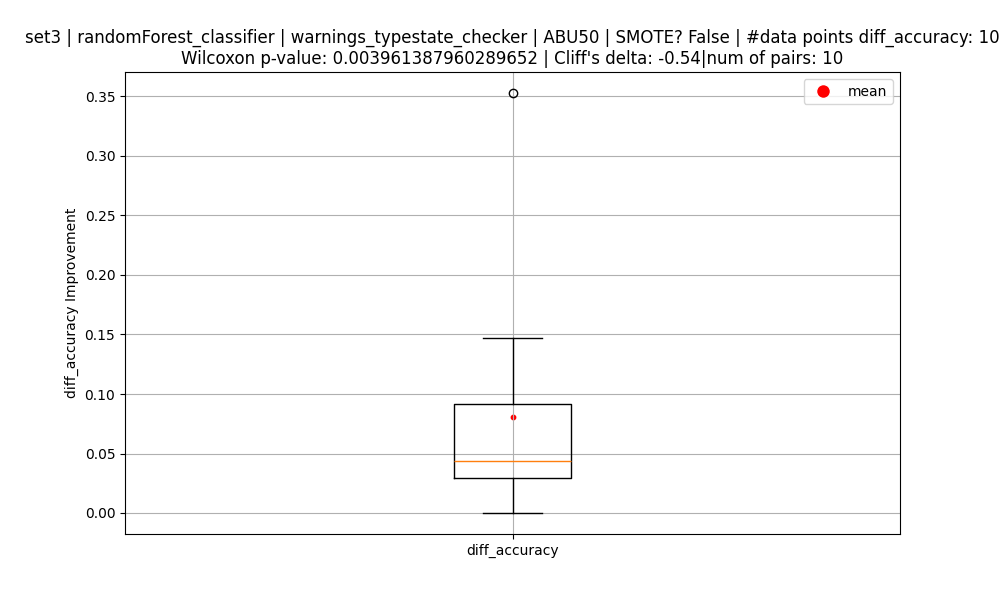 set3 | randomForest_classifier | warnings_typestate_checker | ABU50 | SMOTE? False | #data points diff_accuracy: 10
Wilcoxon p-value: 0.003961387960289652 | Cliff's delta: -0.54|num of pairs: 10
mean
0.35
0.30
0.25
0.20
0.15
0.10
0.05
0.00
diff_accuracy Improvement
diff_accuracy